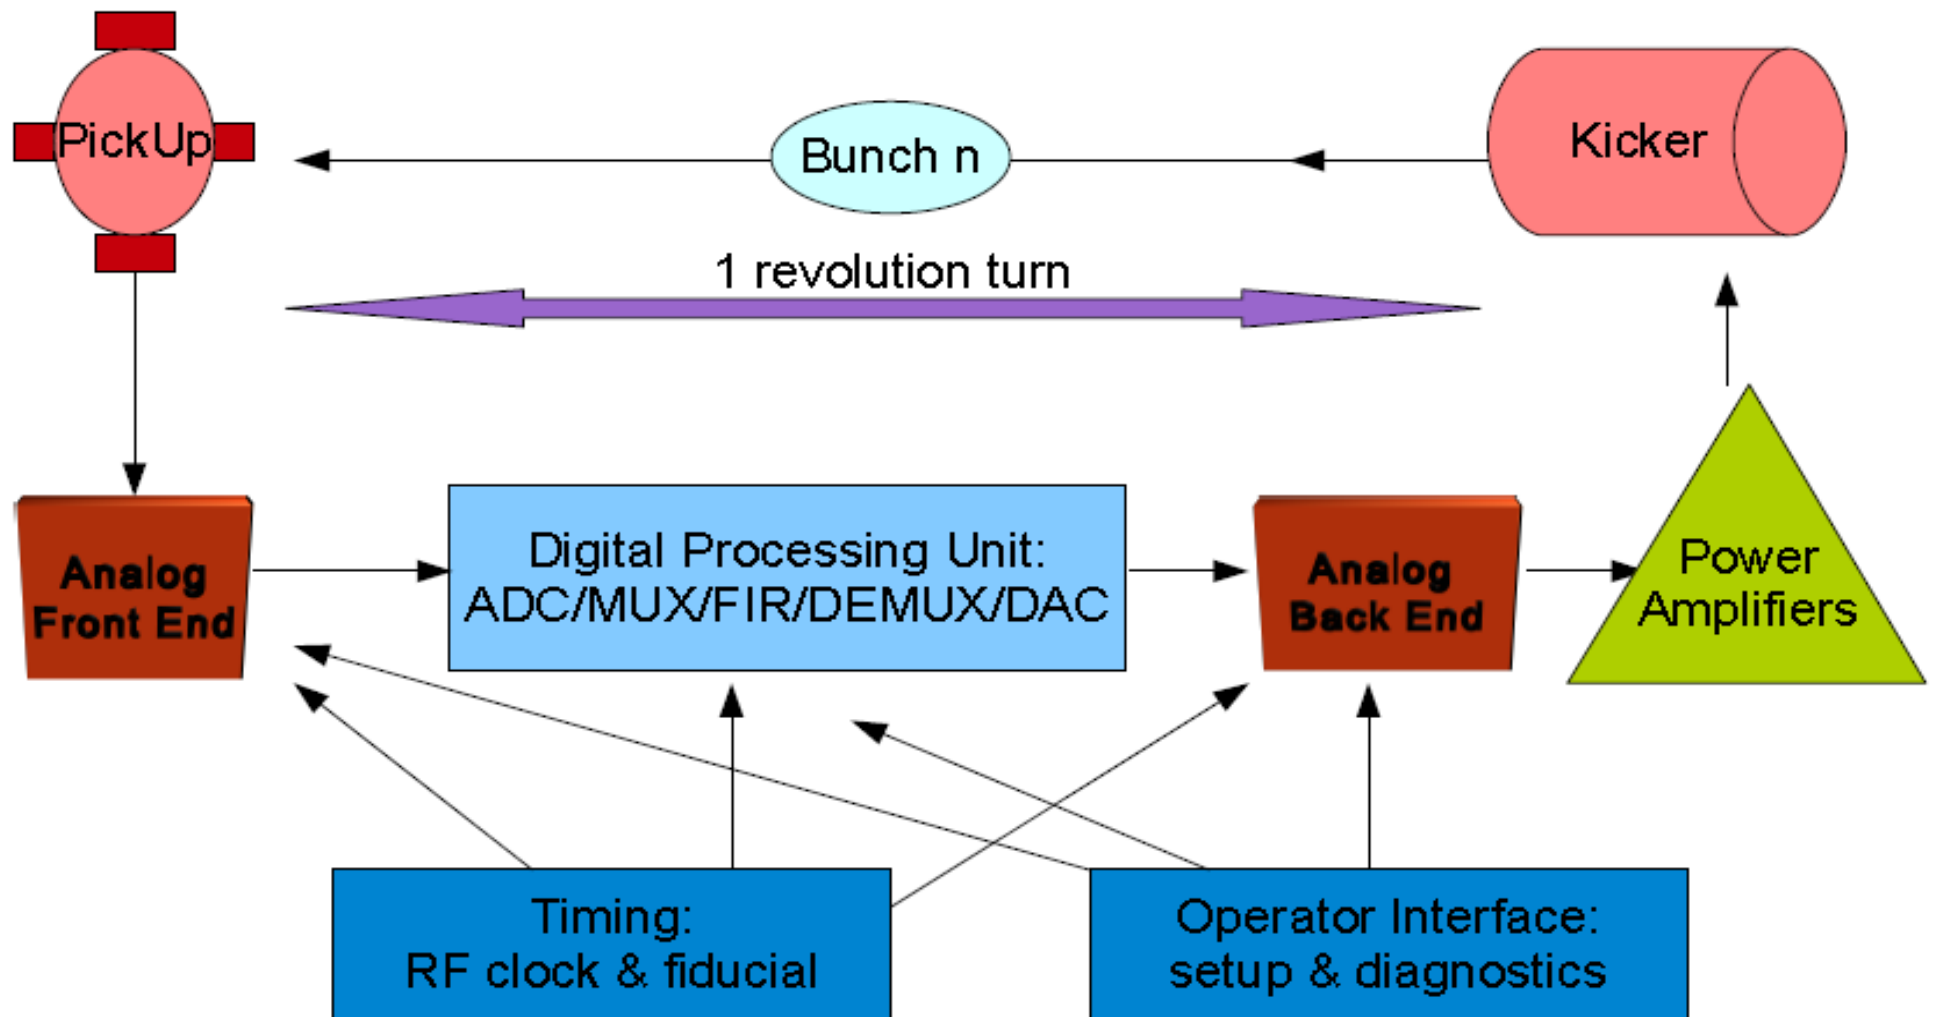 PickUp
Bunch n
Kicker
1 revolution turn
Analog
Front End
Digital Processing Unit:
ADC/MUX/FIR/DEMUX/DAC
Analog
Back End
Power
Amplifiers
Timing:
RF clock & fiducial
Operator Interface:
setup & diagnostics